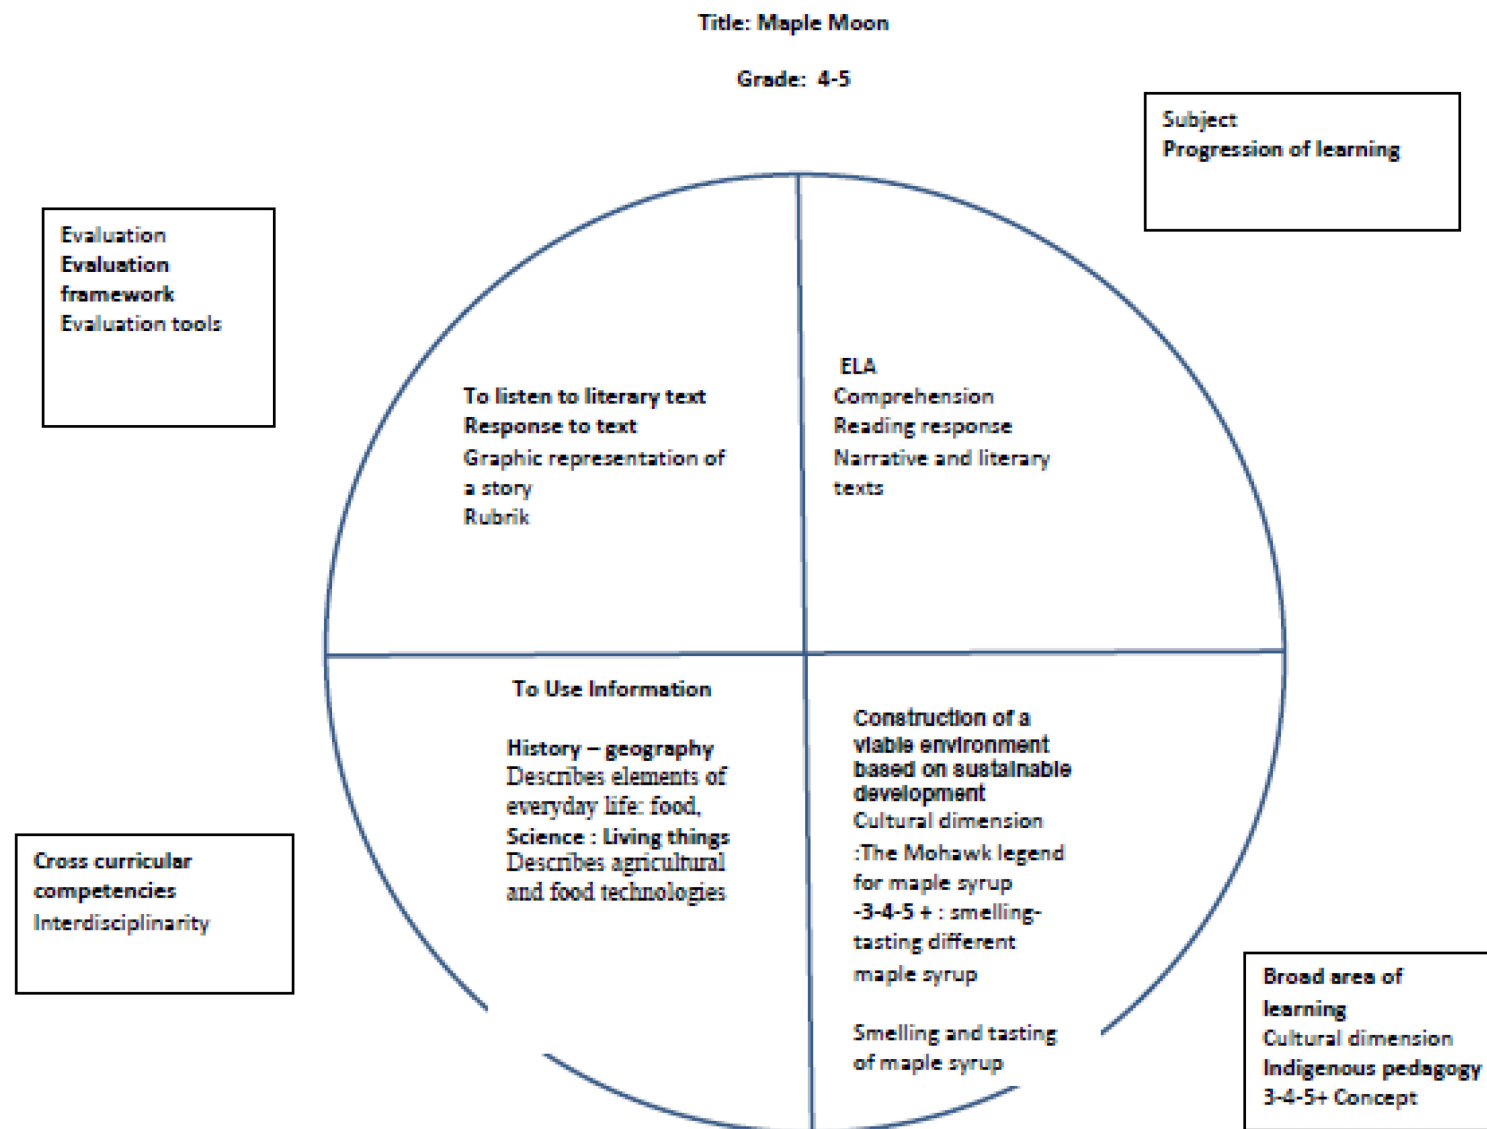 Title: Maple Moon
Grade: 4-5
Subject
Progression of learning
Evaluation
Evaluation
framework
Evaluation tools
To listen to literary text
Response to text
Graphic representation of
a story
Rubrik
ELA
Comprehension
Reading response
Narrative and literary
texts
To Use Information
History – geography
Describes elements of
everyday life: food,
Science : Living things
Describes agricultural
and food technologies
Construction of a
viable environment
based on sustainable
development
Cultural dimension
:The Mohawk legend
for maple syrup
-3-4-5 + : smelling-
tasting different
maple syrup
Smelling and tasting
of maple syrup
Cross curricular
competencies
Interdisciplinarity
Broad area of
learning
Cultural dimension
Indigenous pedagogy
3-4-5+ Concept